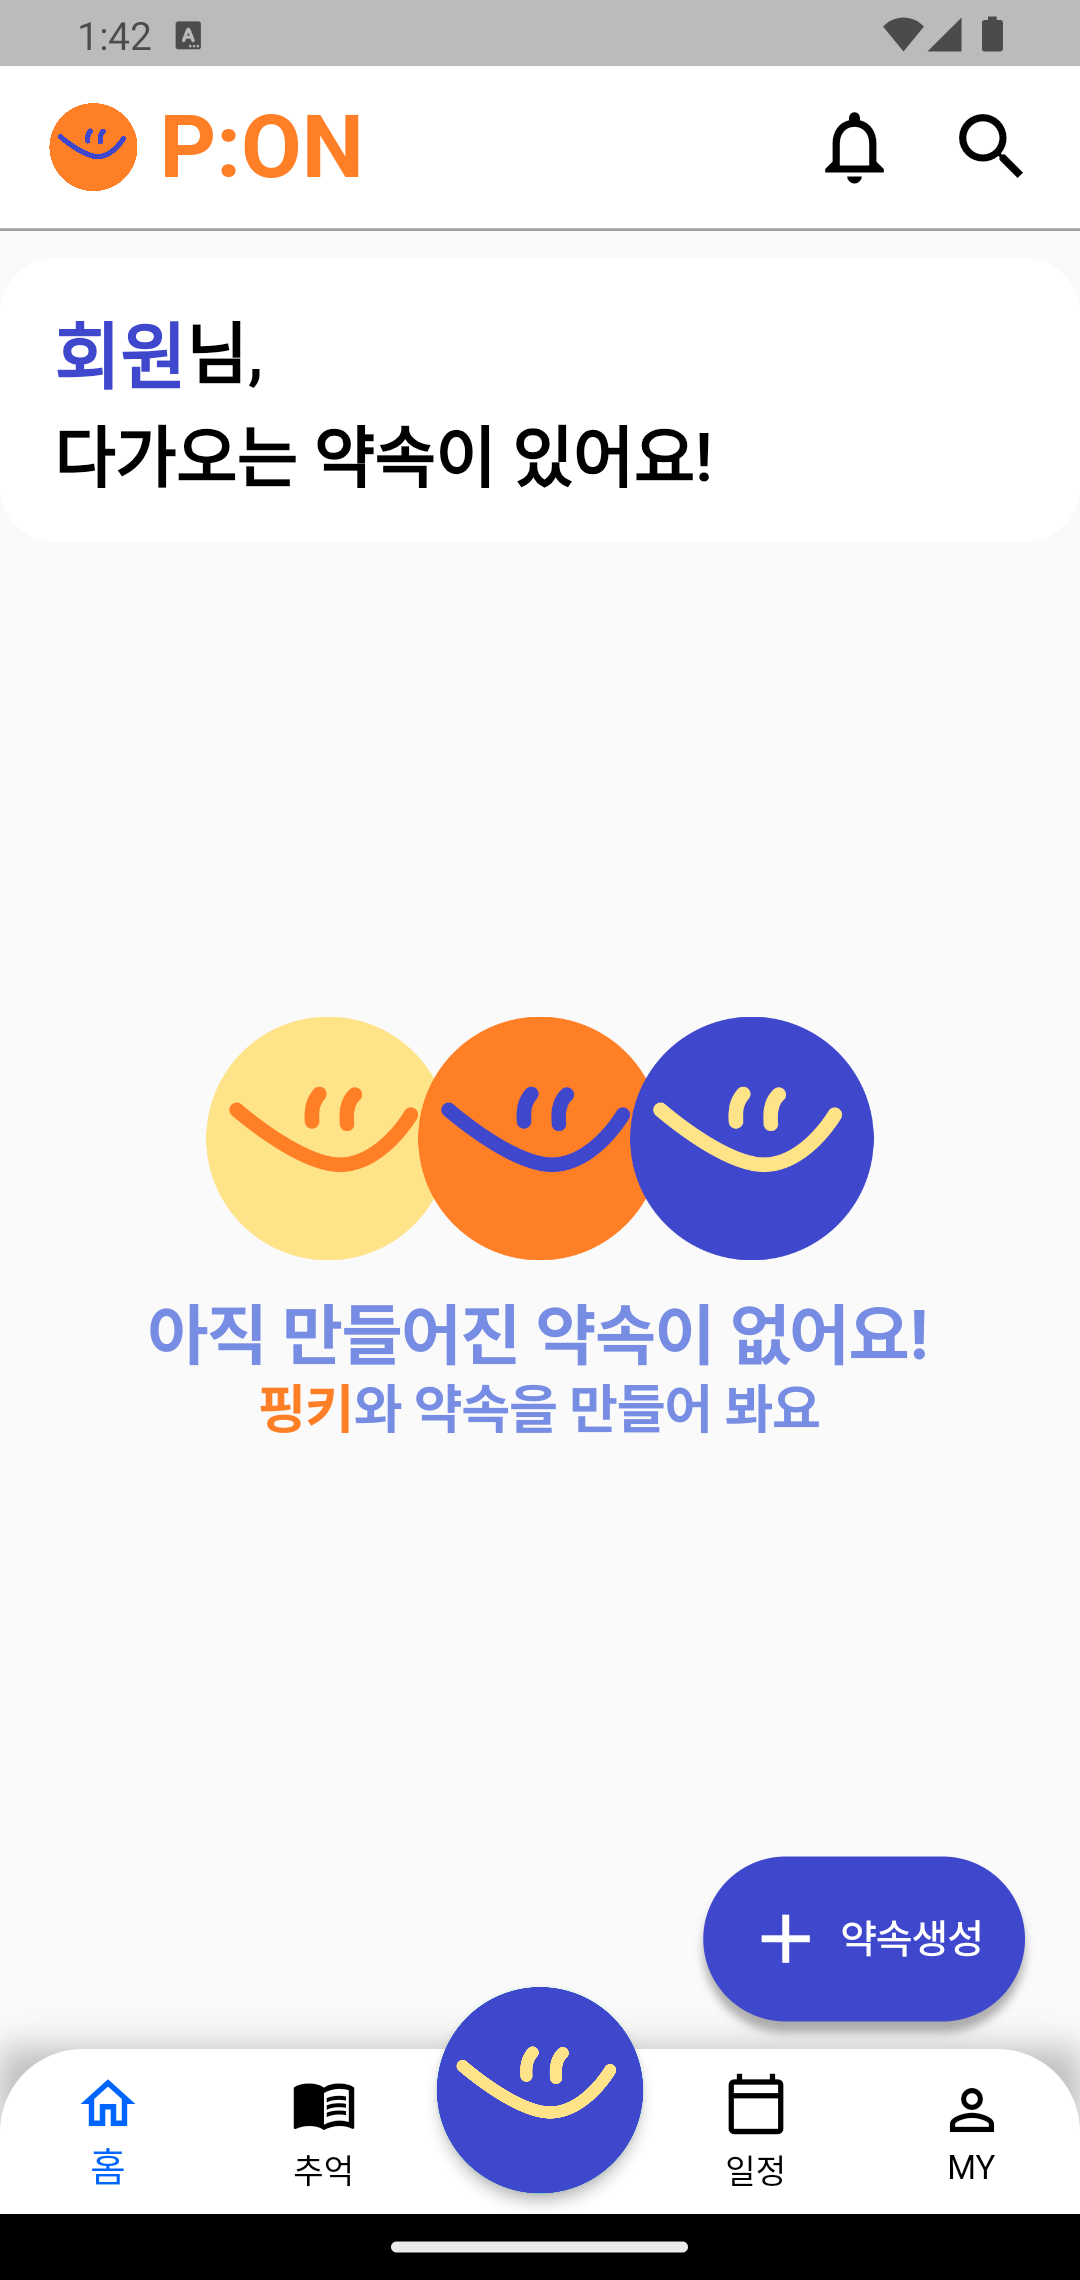 1:42
P:ON
회원님,
다가오는 약속이 있어요!
아직 만들어진 약속이 없어요!
핑키와 약속을 만들어 봐요
약속생성
홈
추억
일정
MY